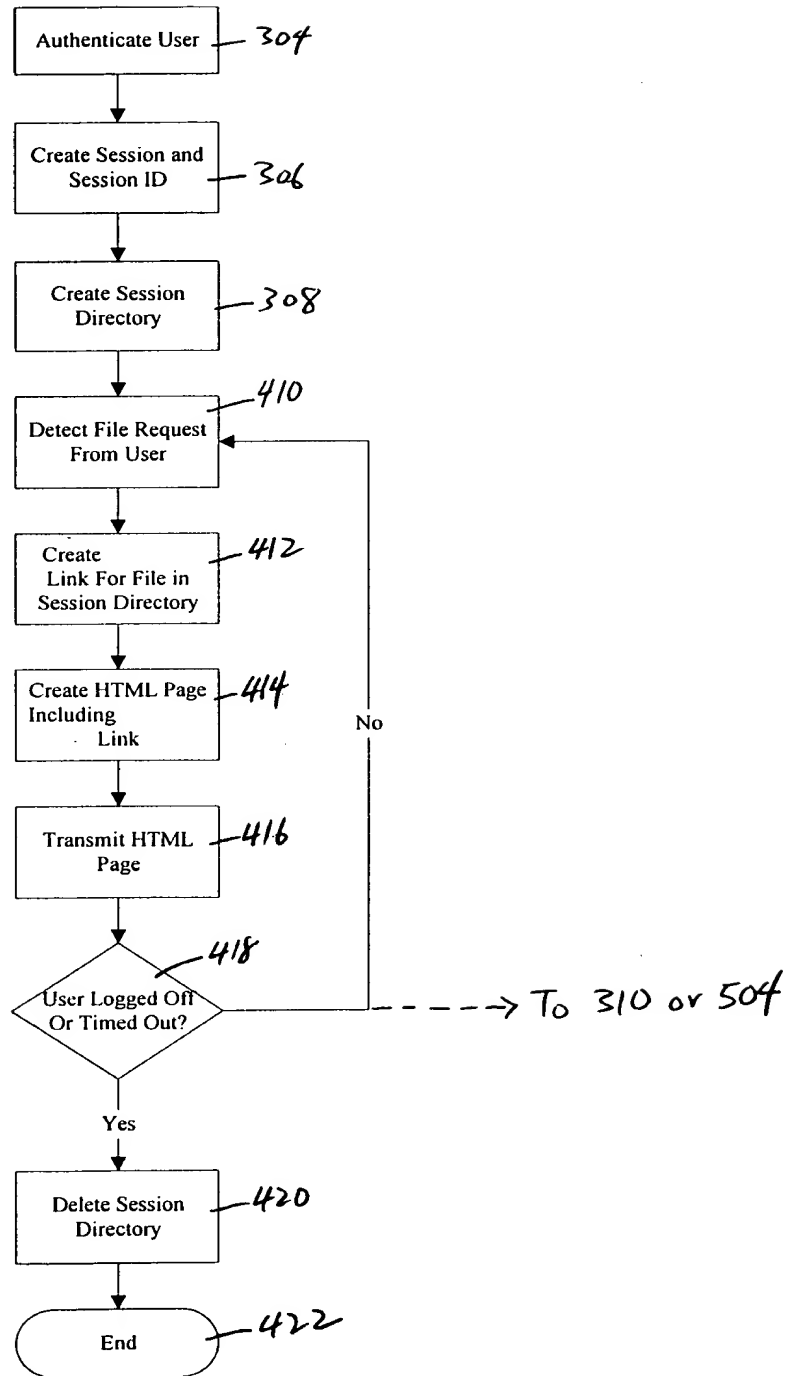 Authenticate User
304
Create Session and
Session ID
306
Create Session
Directory
308
410
Detect File Request
From User
Create
Link For File in
Session Directory
412
Create HTML Page
Including
Link
414
No
Transmit HTML
Page
416
418
User Logged Off
Or Timed Out?
To 310 or 504
Yes
Delete Session
Directory
420
End
422